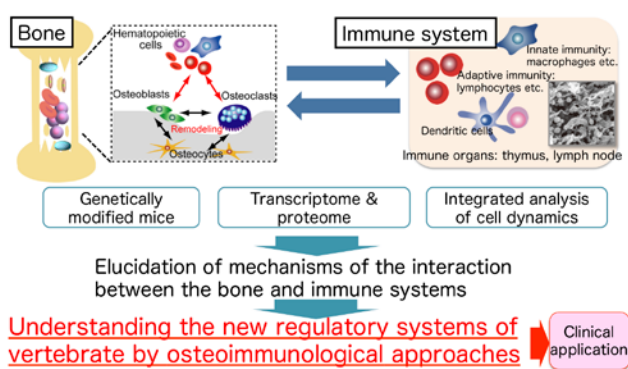 Bone
Hematopoietic
cells
Osteoblasts
Osteoclasts
Remodeling
Osteocytes
Immune system
Innate immunity:
macrophages etc.
Adaptive immunity:
lymphocytes etc.
Dendritic cells
Immune organs: thymus, lymph node
Genetically
modified mice
Transcriptome &
proteome
Integrated analysis
of cell dynamics
Elucidation of mechanisms of the interaction
between the bone and immune systems
Understanding the new regulatory systems of
vertebrate by osteoimmunological approaches
Clinical
application